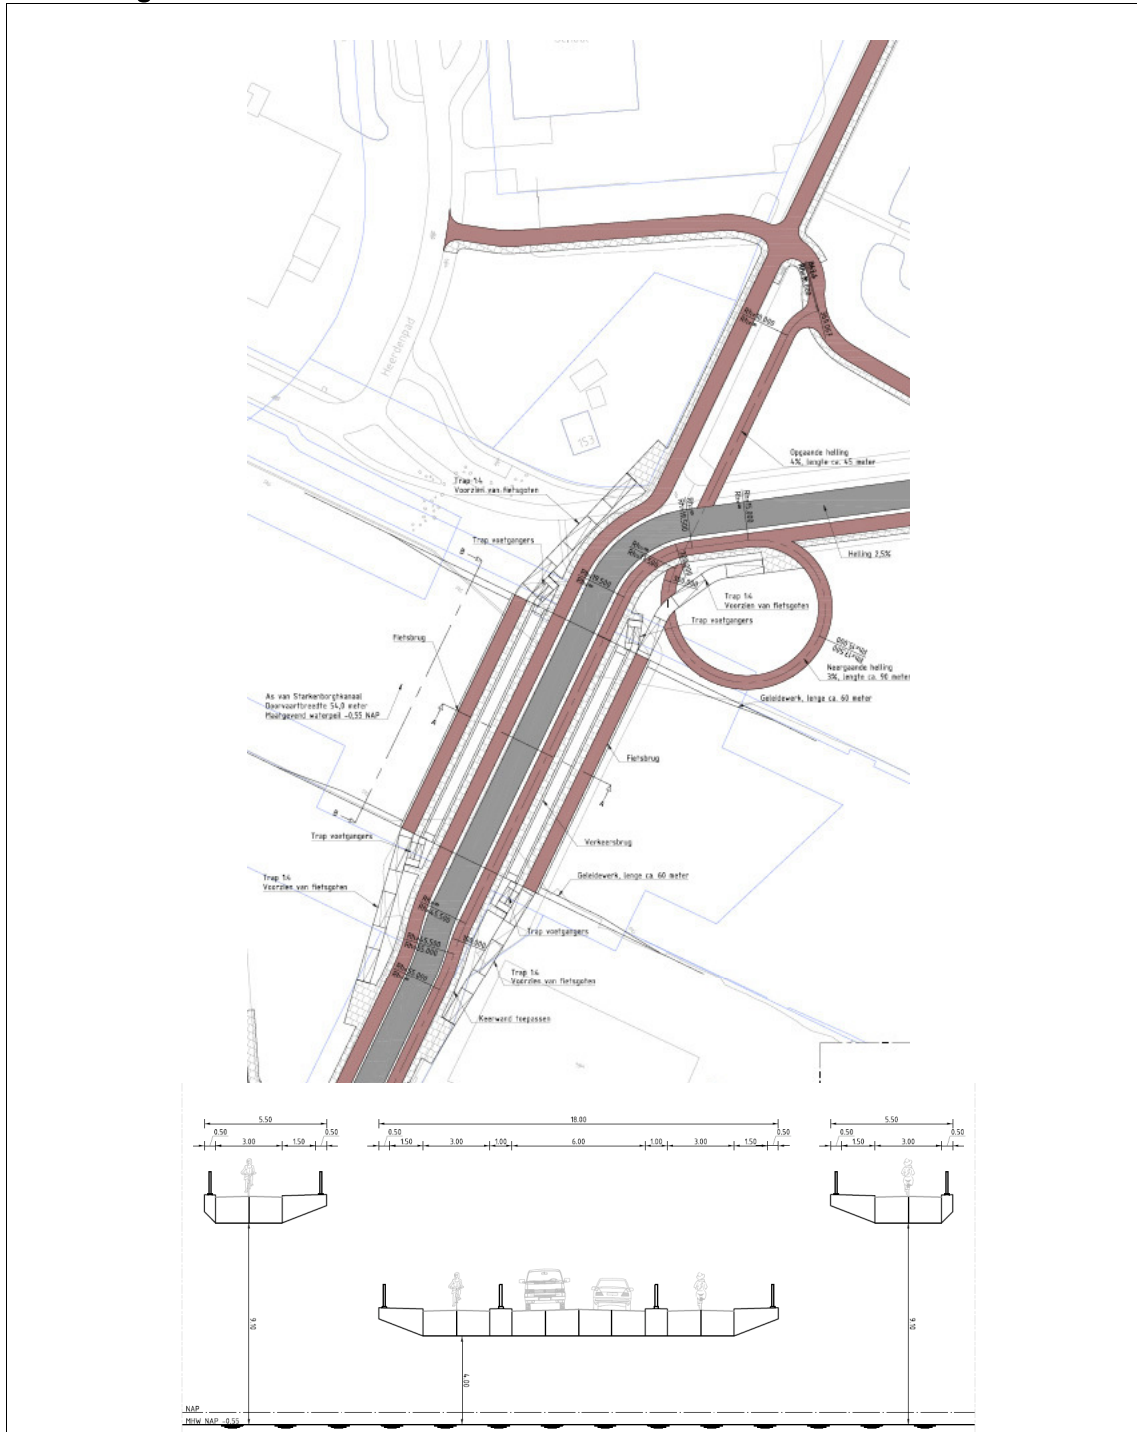 Heerdenpad
153
Trap 1:4
Voorzien van fietsgoten
Trap voetgangers
Opgaande helling
4%, lengte ca. 45 meter
Helling 2,5%
Trap 1:4
Voorzien van fietsgoten
Trap voetgangers
Neergaande helling
3%, lengte ca. 90 meter
Geleidewerk, lenge ca. 60 meter
Fietsbrug
B
As van Starkenborgtkanaal
Doorvaartbreedte 54,0 meter
Maatgevend waterpeil -0,55 NAP
A
Fietsbrug
A
B
Trap voetgangers
Verkeersbrug
Trap 1:4
Voorzien van fietsgoten
Geleidewerk, lenge ca. 60 meter
Trap voetgangers
Trap 1:4
Voorzien van fietsgoten
Keerwand toepassen
5.50 18.00 5.50
0.50 0.50 0.50 0.50 0.50 0.50
3.00 1.50 1.50 3.00 1.00 6.00 1.00 3.00 1.50 1.50 3.00
9.10 9.10
4.00
NAP
MHW NAP -0.55